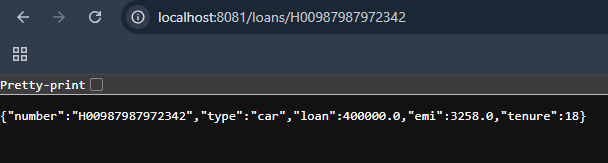 localhost:8081/loans/H00987987972342
Pretty-print
{"number":"H00987987972342","type":"car","loan":400000.0,"emi":3258.0,"tenure":18}